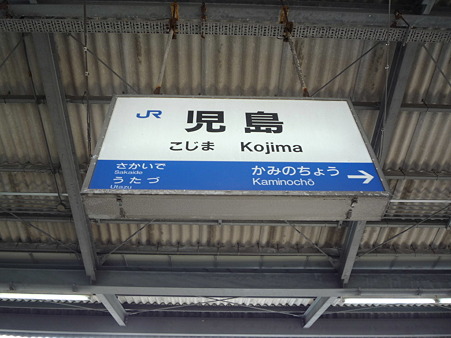 JR 児島
こじま Kojima
さかいで
Sakaide
うたづ
Utazu
かみのちょう
Kaminochō →